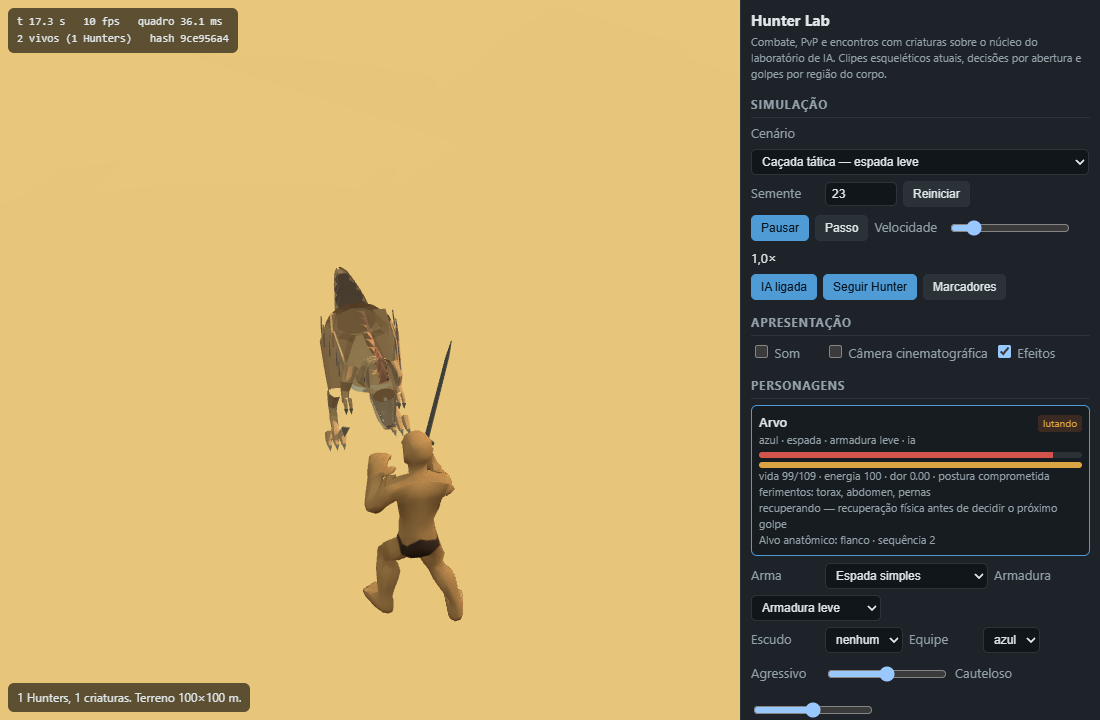 t 17.3 s   10 fps   quadro 36.1 ms
2 vivos (1 Hunters)   hash 9ce956a4
Hunter Lab
Combate, PvP e encontros com criaturas sobre o núcleo do
laboratório de IA. Clipes esqueléticos atuais, decisões por abertura e
golpes por região do corpo.
SIMULAÇÃO
Cenário
Caçada tática — espada leve
Semente 23 Reiniciar
Pausar Passo Velocidade
1,0×
IA ligada Seguir Hunter Marcadores
APRESENTAÇÃO
Som Câmera cinematográfica Efeitos
PERSONAGENS
Arvo lutando
azul · espada · armadura leve · ia
vida 99/109 · energia 100 · dor 0.00 · postura comprometida
ferimentos: torax, abdomen, pernas
recuperando — recuperação física antes de decidir o próximo
golpe
Alvo anatômico: flanco · sequência 2
Arma Espada simples Armadura
Armadura leve
Escudo nenhum Equipe azul
Agressivo Cauteloso
1 Hunters, 1 criaturas. Terreno 100×100 m.